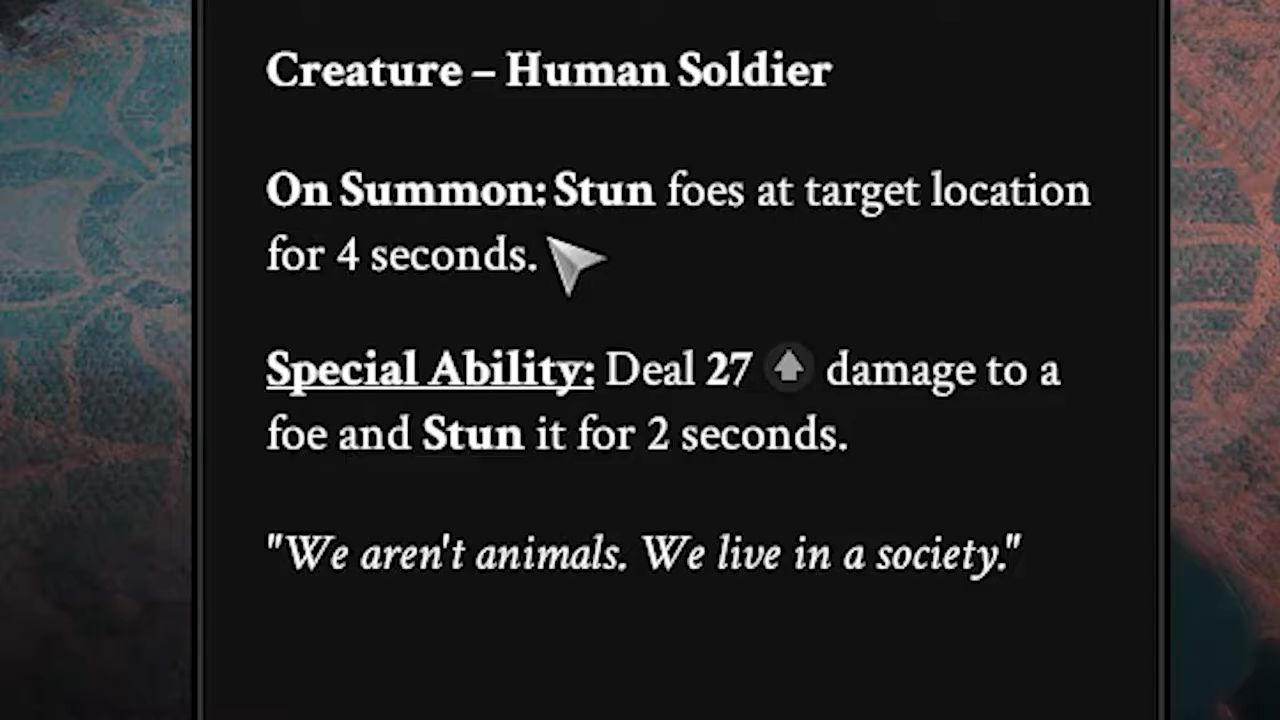 Creature – Human Soldier
On Summon: Stun foes at target location
for 4 seconds.
Special Ability: Deal 27 damage to a
foe and Stun it for 2 seconds.
"We aren't animals. We live in a society."